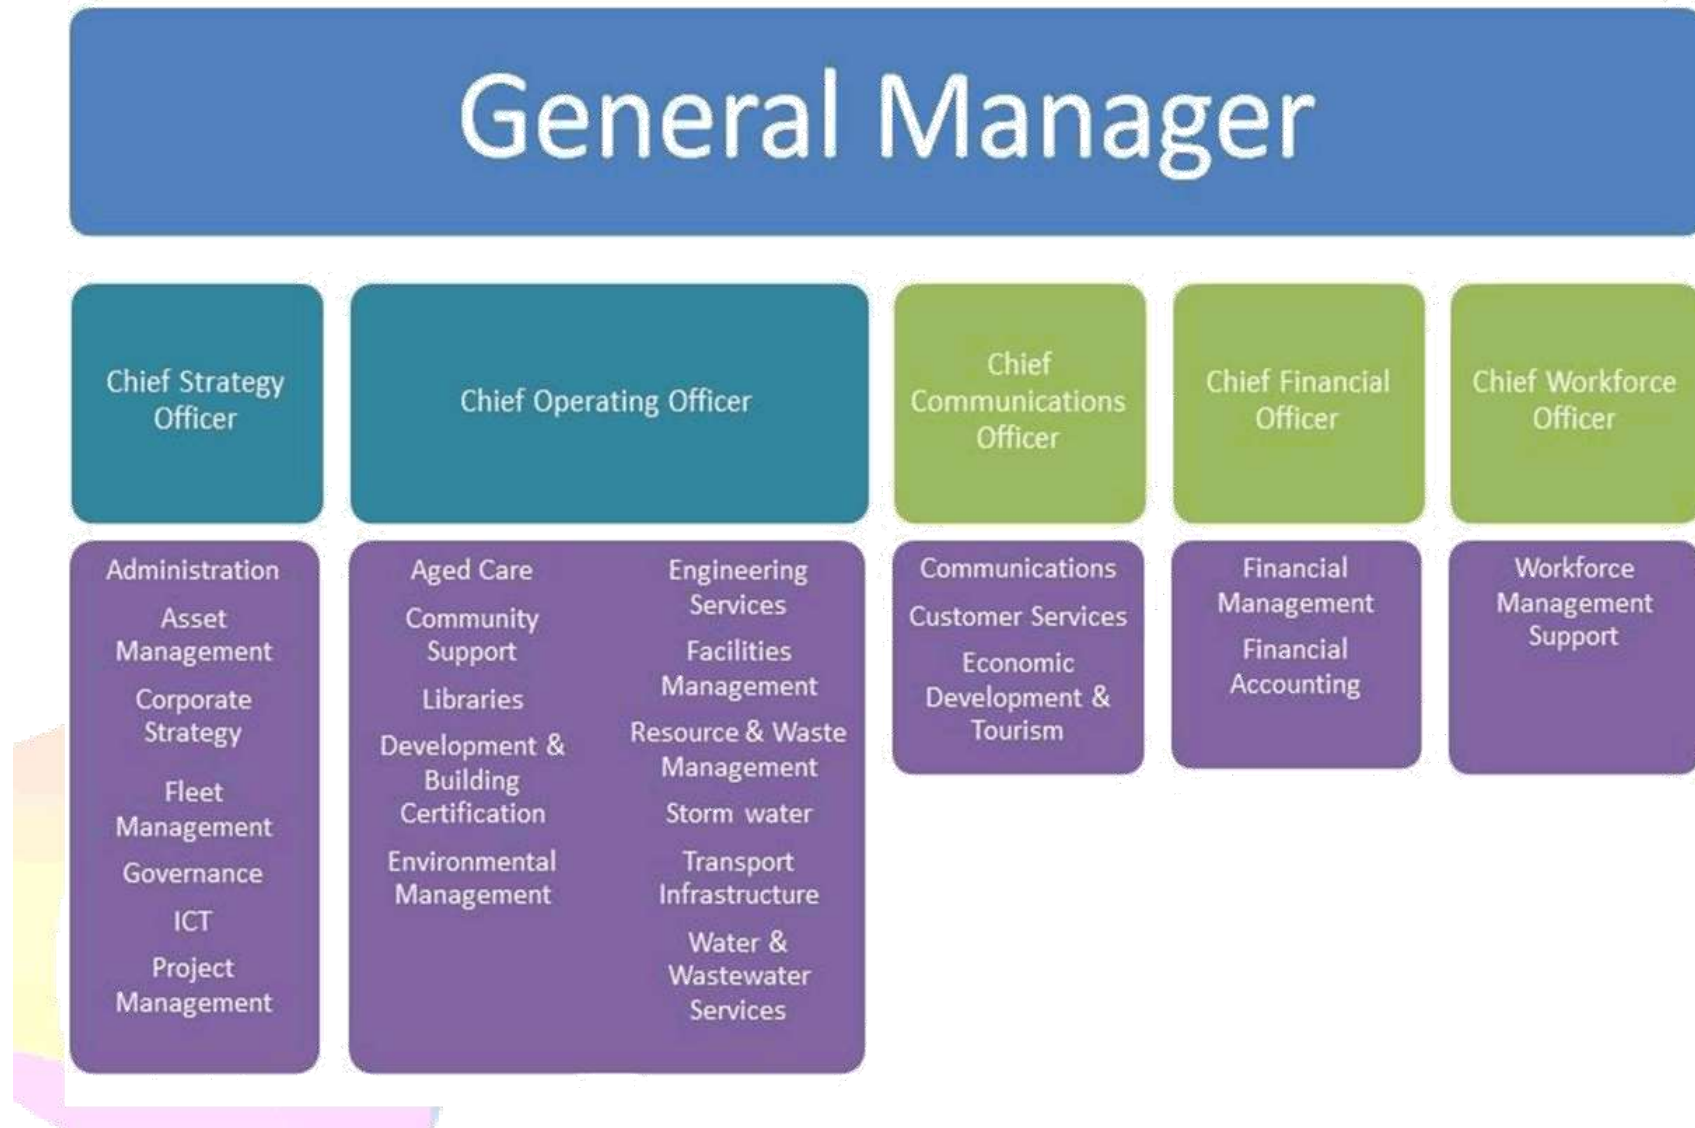 General Manager
Chief Strategy
Officer
Chief Operating Officer
Chief
Communications
Officer
Chief Financial
Officer
Chief Workforce
Officer
Administration
Asset
Management
Corporate
Strategy
Fleet
Management
Governance
ICT
Project
Management
Aged Care
Community
Support
Libraries
Development &
Building
Certification
Environmental
Management
Engineering
Services
Facilities
Management
Resource & Waste
Management
Storm water
Transport
Infrastructure
Water &
Wastewater
Services
Communications
Customer Services
Economic
Development &
Tourism
Financial
Management
Financial
Accounting
Workforce
Management
Support